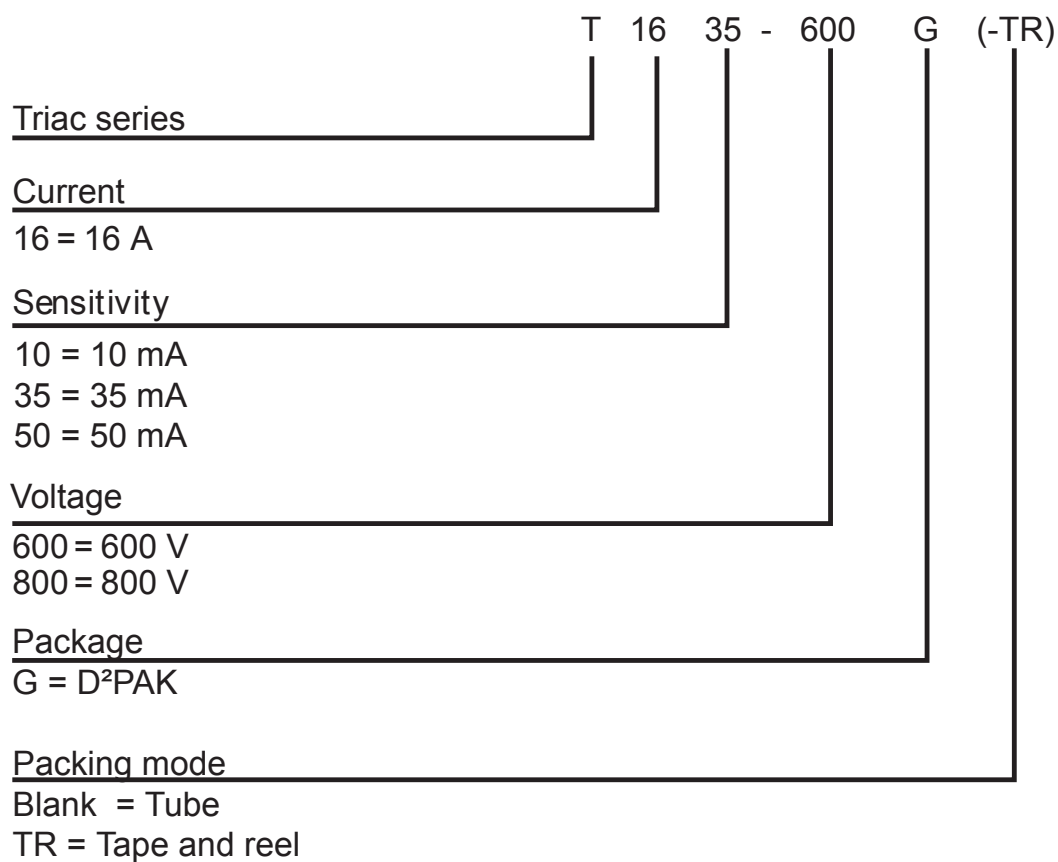 T 16 35 - 600 G (-TR)
Triac series
Current
16 = 16 A
Sensitivity
10 = 10 mA
35 = 35 mA
50 = 50 mA
Voltage
600 = 600 V
800 = 800 V
Package
G = D²PAK
Packing mode
Blank = Tube
TR = Tape and reel